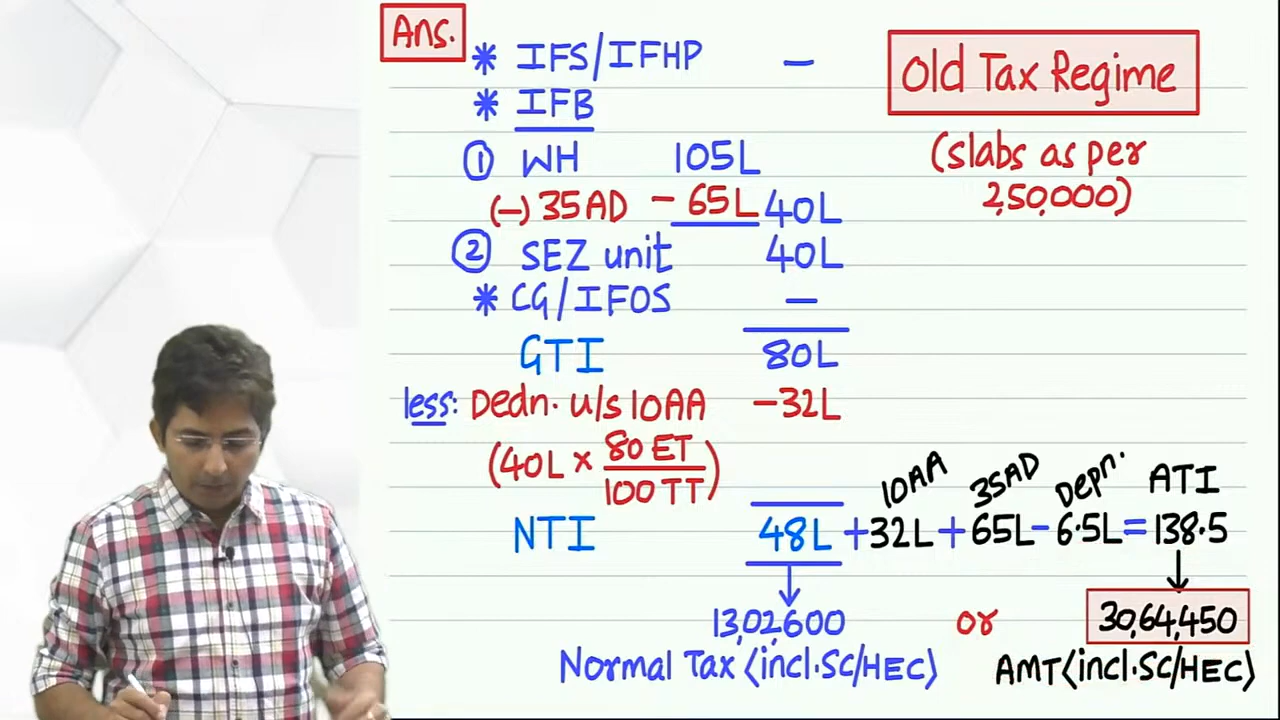 Ans.
* IFS/IFHP –
* IFB
① WH 105L
(-) 35AD – 65L 40L
② SEZ unit 40L
* CG/IFOS –
GTI 80L
less: Dedn. u/s 10AA -32L
(40L × 80 ET / 100 TT)
10AA 35AD Depn. ATI
NTI 48L +32L +65L- 6.5L= 138.5
13,02,600 or 30,64,450
Normal Tax (incl.SC/HEC) AMT(incl.SC/HEC)
Old Tax Regime
(slabs as per
2,50,000)